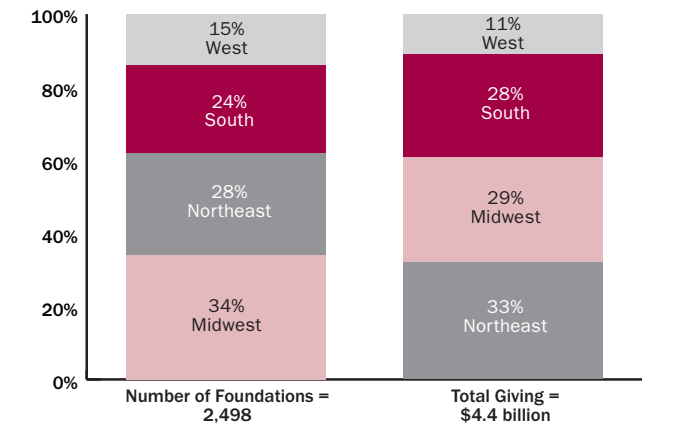 100%
80%
60%
40%
20%
0%
15%
West
24%
South
28%
Northeast
34%
Midwest
11%
West
28%
South
29%
Midwest
33%
Northeast
Number of Foundations =
2,498
Total Giving =
$4.4 billion